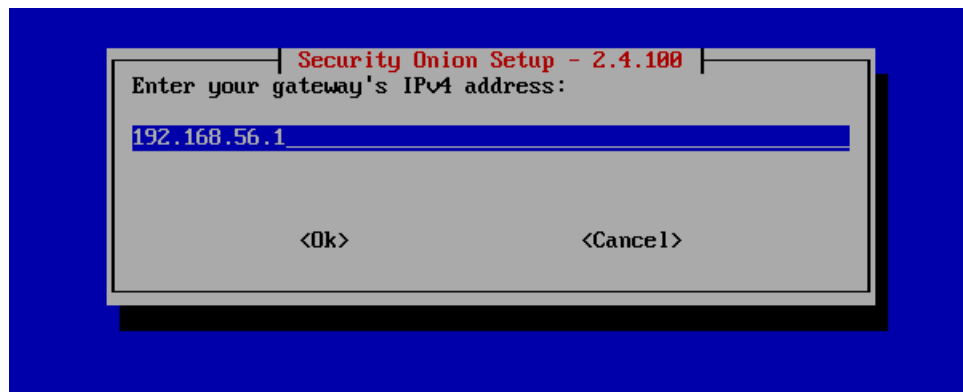 Security Onion Setup - 2.4.100
Enter your gateway's IPv4 address:
192.168.56.1
<Ok> <Cancel>